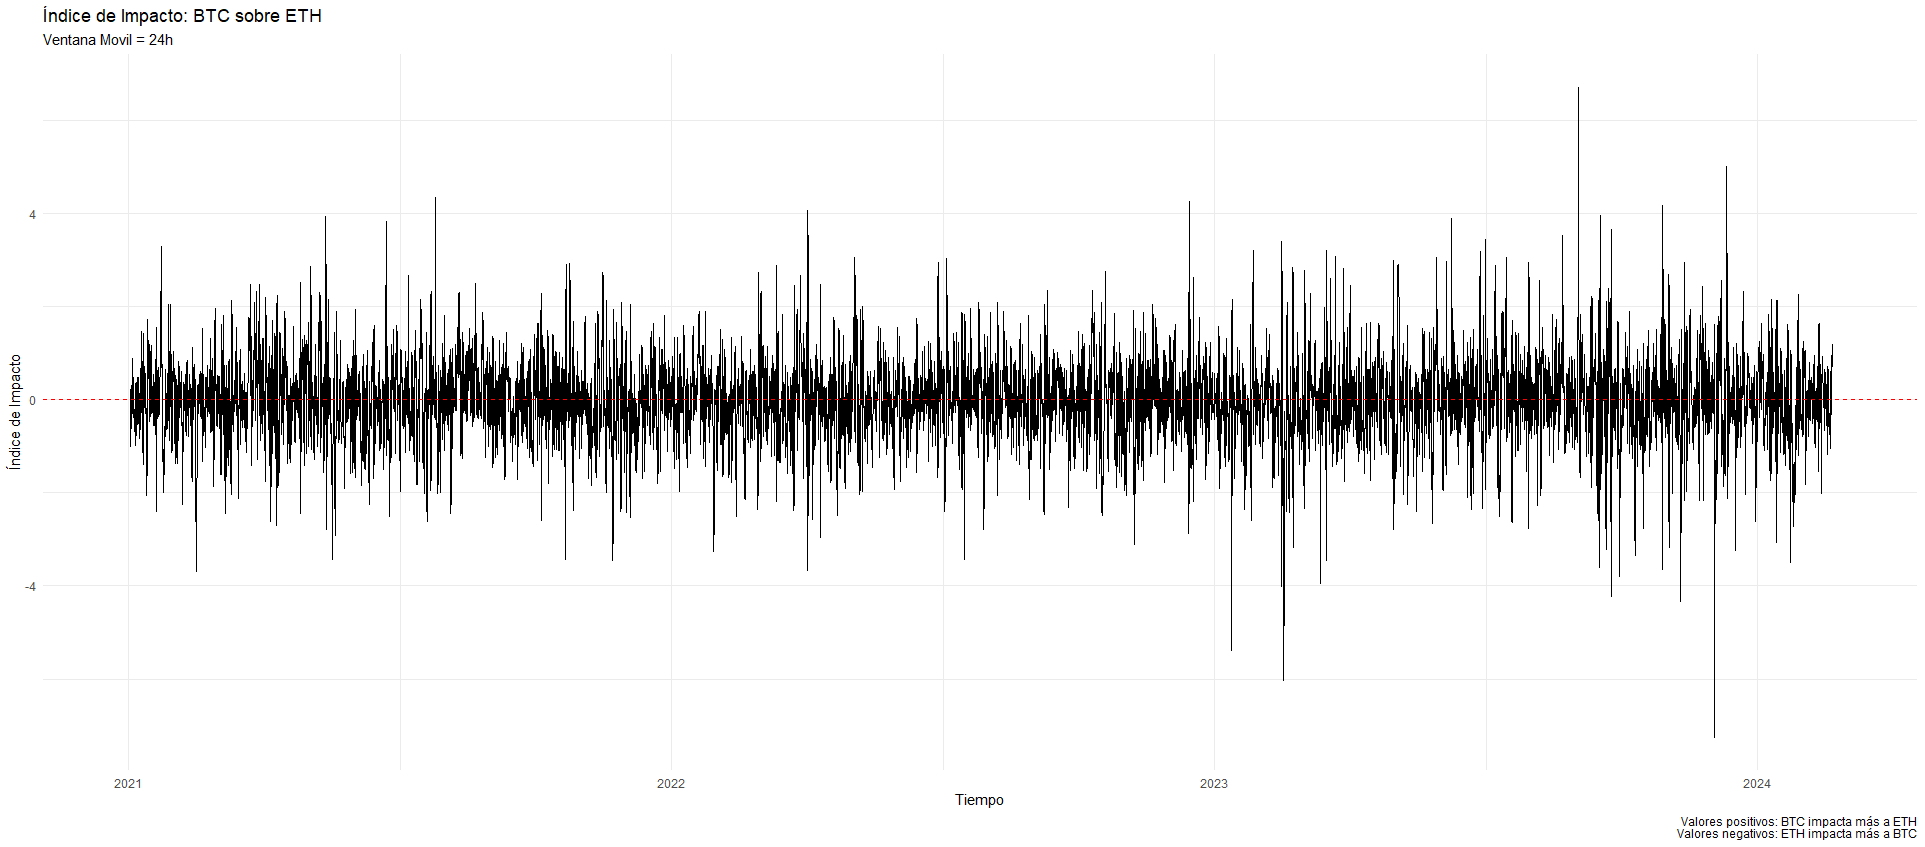 Índice de Impacto: BTC sobre ETH
Ventana Movil = 24h
Índice de Impacto
4
0
-4
2021
2022
2023
2024
Tiempo
Valores positivos: BTC impacta más a ETH
Valores negativos: ETH impacta más a BTC